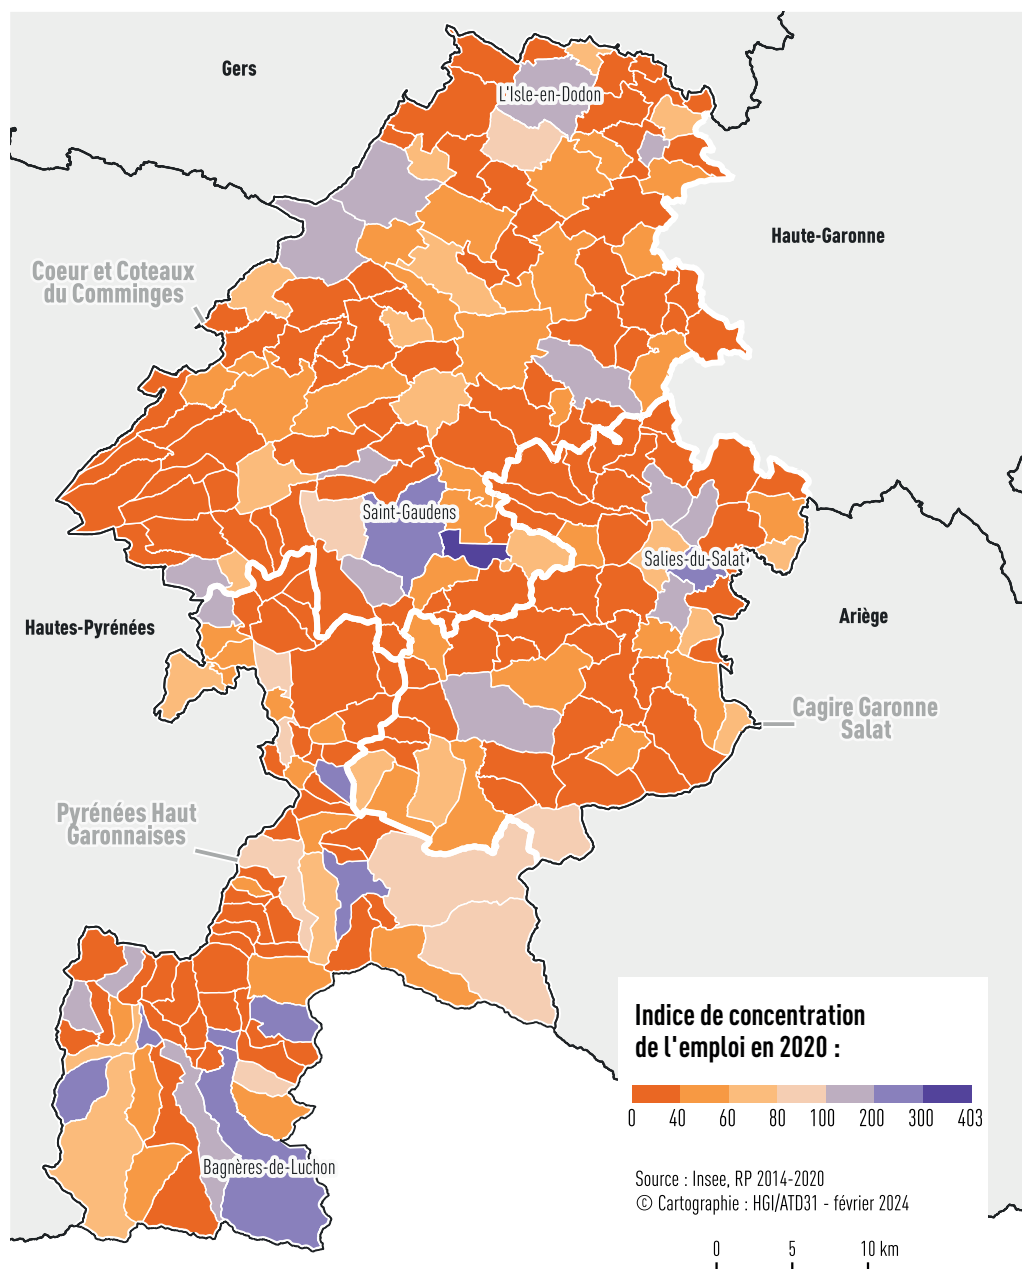 Gers
L'Isle-en-Dodon
Haute-Garonne
Coeur et Coteaux
du Comminges
Saint-Gaudens
Salies-du-Salat
Hautes-Pyrénées
Ariège
Cagire Garonne
Salat
Pyrénées Haut
Garonnaises
Bagnères-de-Luchon
Indice de concentration
de l'emploi en 2020 :
0 40 60 80 100 200 300 403
Source : Insee, RP 2014-2020
© Cartographie : HGI/ATD31 - février 2024
0 5 10 km